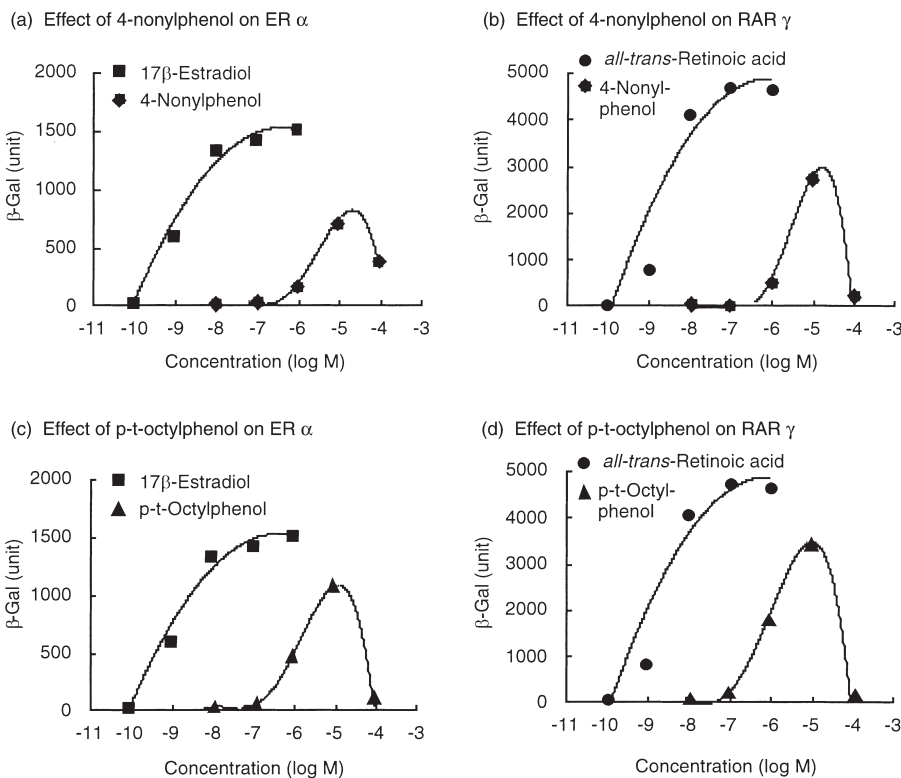 (a) Effect of 4-nonylphenol on ER α
17β-Estradiol
4-Nonylphenol
2000
1500
1000
500
0
β-Gal (unit)
-11 -10 -9 -8 -7 -6 -5 -4 -3
Concentration (log M)
(b) Effect of 4-nonylphenol on RAR γ
all-trans-Retinoic acid
4-Nonyl-
phenol
5000
4000
3000
2000
1000
0
β-Gal (unit)
-11 -10 -9 -8 -7 -6 -5 -4 -3
Concentration (log M)
(c) Effect of p-t-octylphenol on ER α
17β-Estradiol
p-t-Octylphenol
2000
1500
1000
500
0
β-Gal (unit)
-11 -10 -9 -8 -7 -6 -5 -4 -3
Concentration (log M)
(d) Effect of p-t-octylphenol on RAR γ
all-trans-Retinoic acid
p-t-Octyl-
phenol
5000
4000
3000
2000
1000
0
β-Gal (unit)
-11 -10 -9 -8 -7 -6 -5 -4 -3
Concentration (log M)